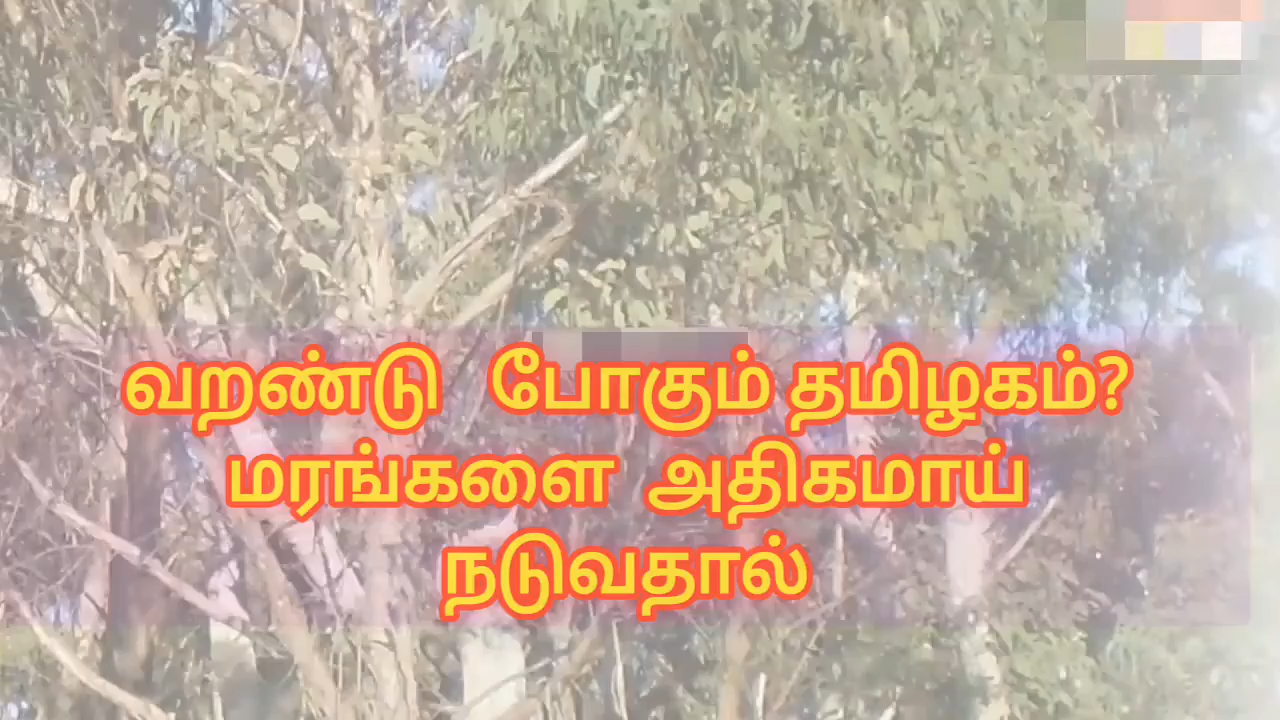 வறண்டு போகும் தமிழகம்?
மரங்களை அதிகமாய்
நடுவதால்